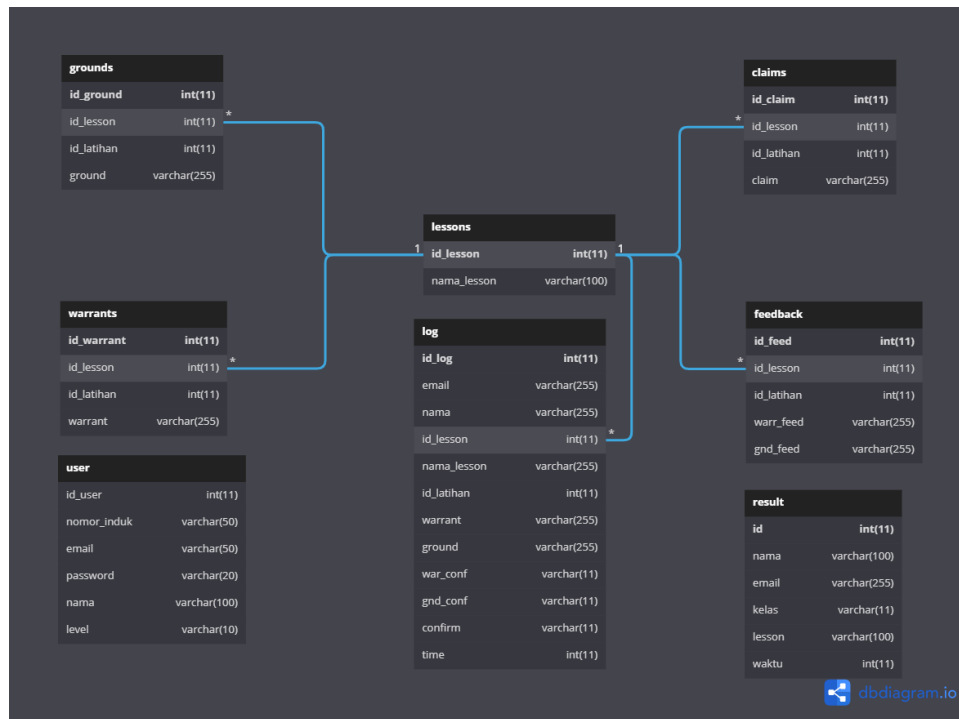 grounds
id_ground int(11)
id_lesson int(11)
id_latihan int(11)
ground varchar(255)
claims
id_claim int(11)
id_lesson int(11)
id_latihan int(11)
claim varchar(255)
*
*
lessons
1 id_lesson int(11) 1
nama_lesson varchar(100)
warrants
id_warrant int(11)
id_lesson int(11) *
id_latihan int(11)
warrant varchar(255)
log
id_log int(11)
email varchar(255)
nama varchar(255)
id_lesson int(11) *
nama_lesson varchar(255)
id_latihan int(11)
warrant varchar(255)
ground varchar(255)
war_conf varchar(11)
gnd_conf varchar(11)
confirm varchar(11)
time int(11)
feedback
id_feed int(11)
* id_lesson int(11)
id_latihan int(11)
warr_feed varchar(255)
gnd_feed varchar(255)
user
id_user int(11)
nomor_induk varchar(50)
email varchar(50)
password varchar(20)
nama varchar(100)
level varchar(10)
result
id int(11)
nama varchar(100)
email varchar(255)
kelas varchar(11)
lesson varchar(100)
waktu int(11)
dbdiagram.io